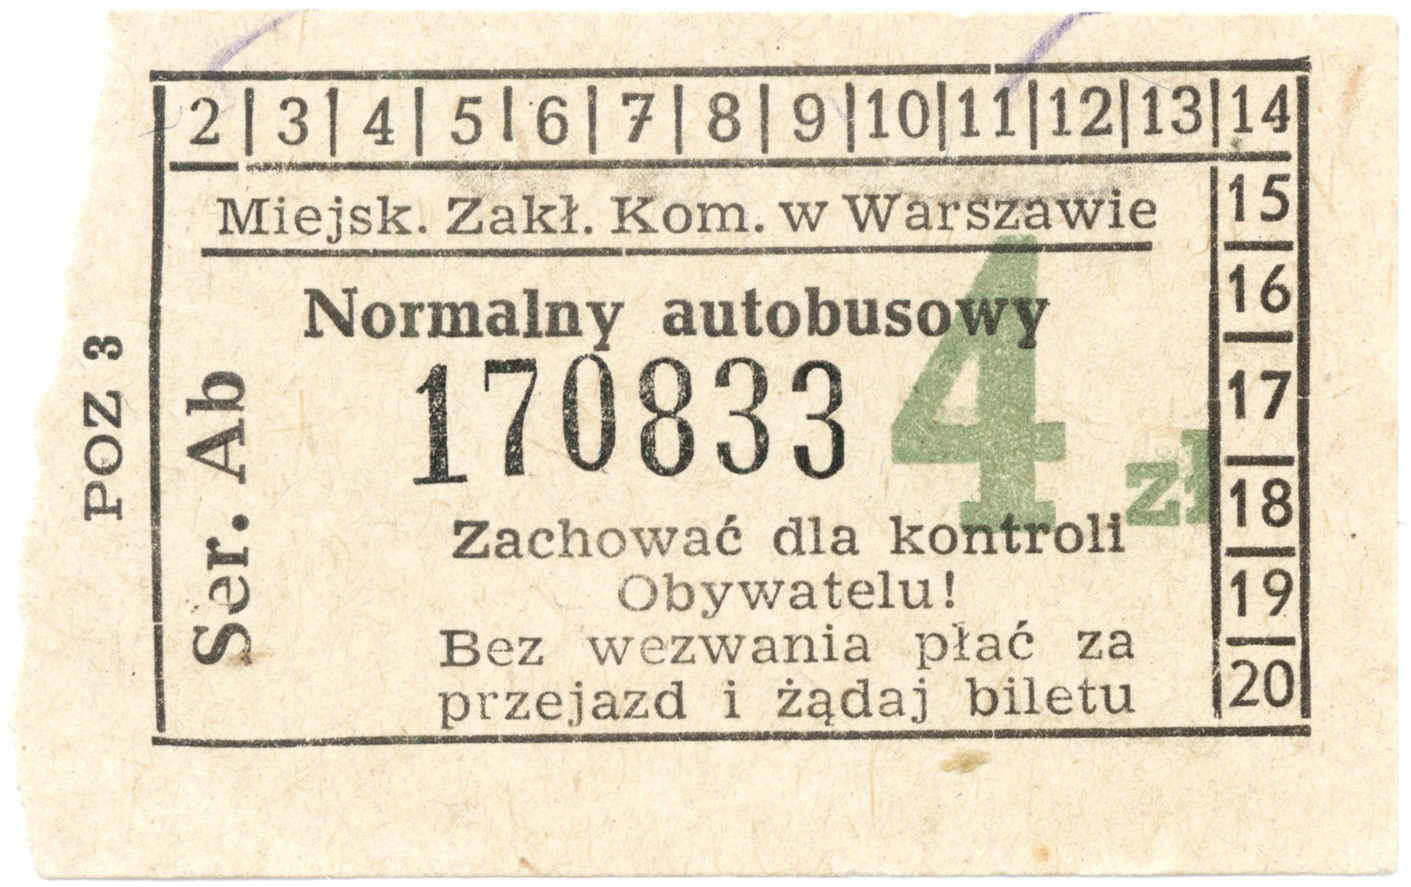 2 | 3 | 4 | 5 | 6 | 7 | 8 | 9 | 10 | 11 | 12 | 13 | 14
15
16
17
18
19
20
Miejsk. Zakł. Kom. w Warszawie
Normalny autobusowy
170833
4 zł
Zachować dla kontroli
Obywatelu!
Bez wezwania płać za
przejazd i żądaj biletu
Ser. Ab
POZ 3